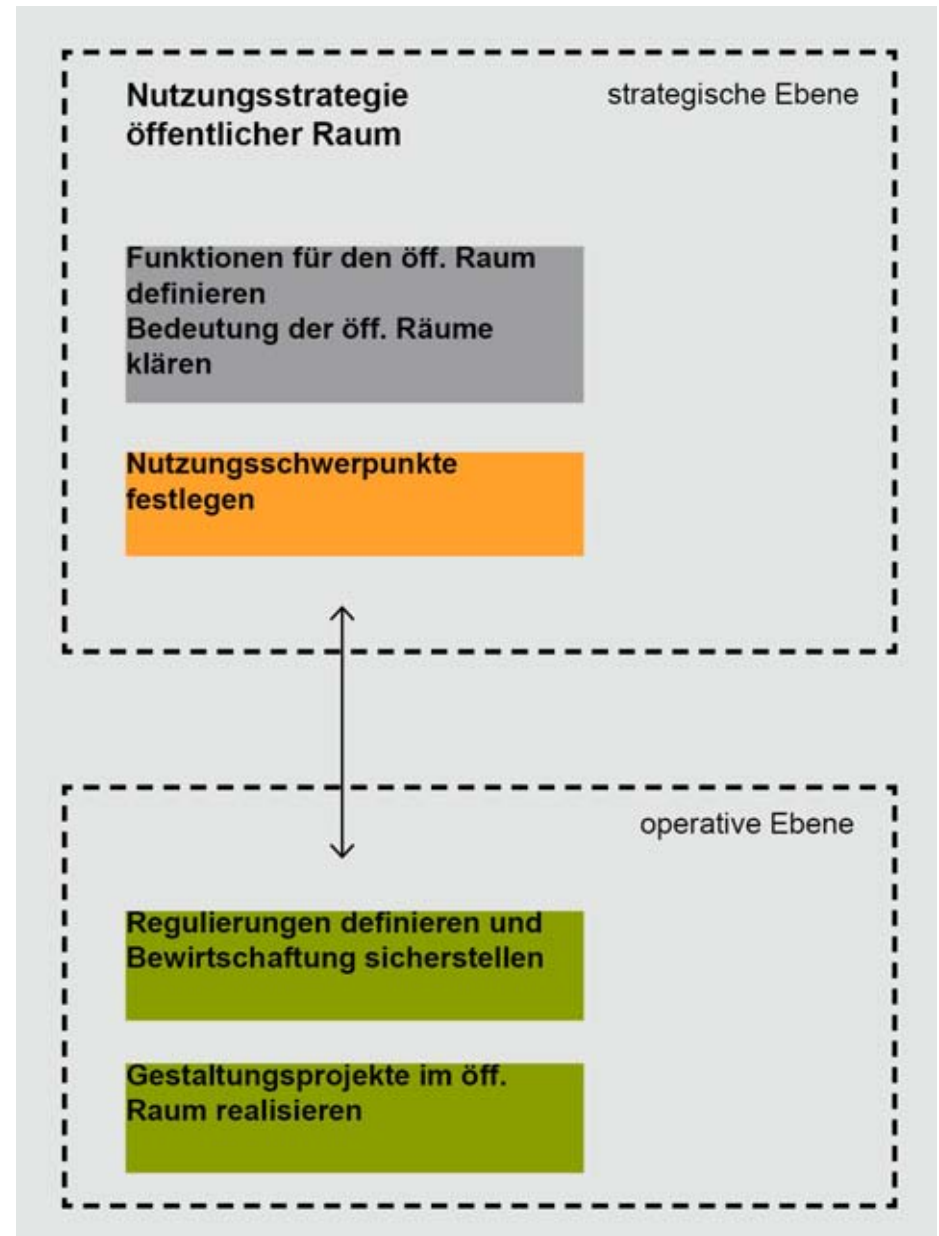 Nutzungsstrategie
öffentlicher Raum
strategische Ebene
Funktionen für den öff. Raum
definieren
Bedeutung der öff. Räume
klären
Nutzungsschwerpunkte
festlegen
operative Ebene
Regulierungen definieren und
Bewirtschaftung sicherstellen
Gestaltungsprojekte im öff.
Raum realisieren